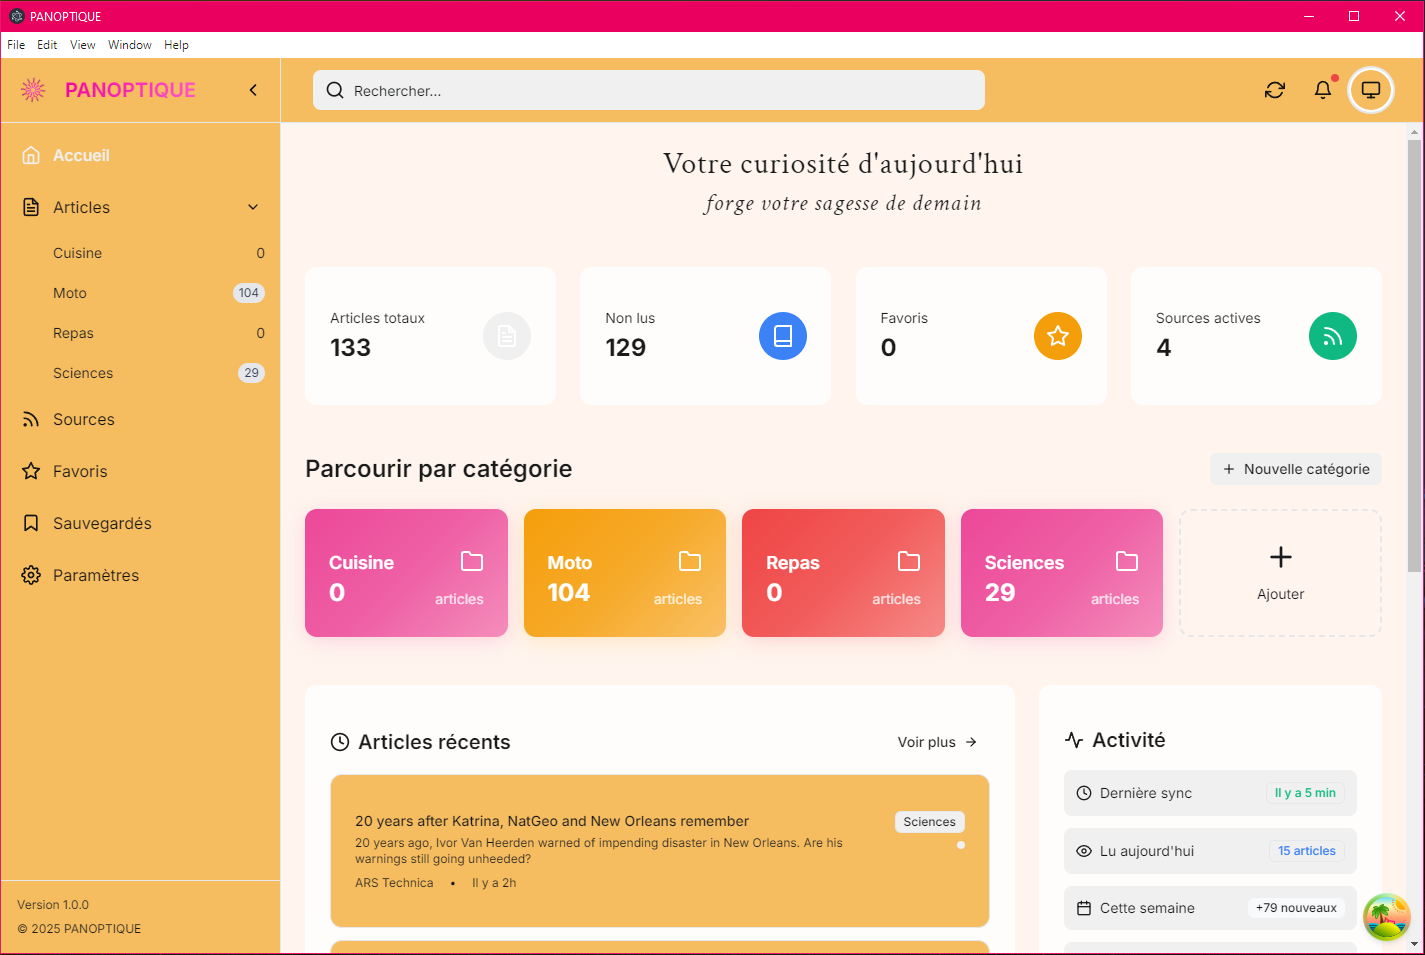 PANOPTIQUE
File Edit View Window Help
PANOPTIQUE
Rechercher...
Accueil
Articles
Cuisine 0
Moto 104
Repas 0
Sciences 29
Sources
Favoris
Sauvegardés
Paramètres
Version 1.0.0
© 2025 PANOPTIQUE
Votre curiosité d'aujourd'hui
forge votre sagesse de demain
Articles totaux
133
Non lus
129
Favoris
0
Sources actives
4
Parcourir par catégorie
Nouvelle catégorie
Cuisine
0 articles
Moto
104 articles
Repas
0 articles
Sciences
29 articles
Ajouter
Articles récents
Voir plus
20 years after Katrina, NatGeo and New Orleans remember
Sciences
20 years ago, Ivor Van Heerden warned of impending disaster in New Orleans. Are his
warnings still going unheeded?
ARS Technica • Il y a 2h
Activité
Dernière sync Il y a 5 min
Lu aujourd'hui 15 articles
Cette semaine +79 nouveaux